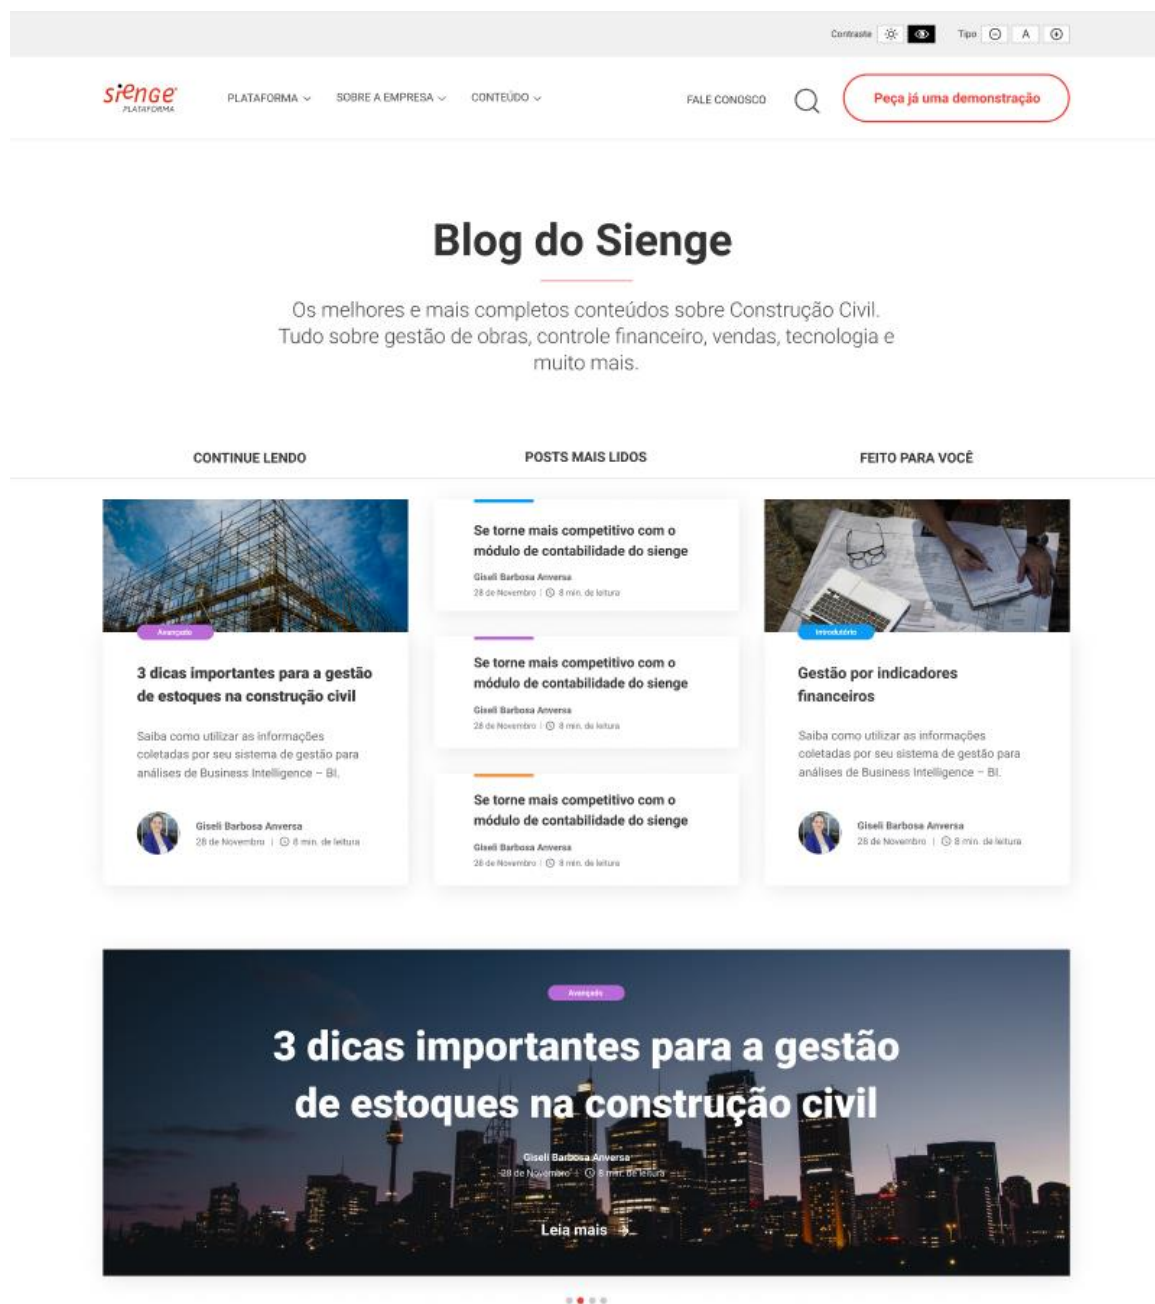 Contraste
Tipo
A
sienge
PLATAFORMA
PLATAFORMA
SOBRE A EMPRESA
CONTEÚDO
FALE CONOSCO
Peça já uma demonstração
Blog do Sienge
Os melhores e mais completos conteúdos sobre Construção Civil.
Tudo sobre gestão de obras, controle financeiro, vendas, tecnologia e
muito mais.
CONTINUE LENDO
POSTS MAIS LIDOS
FEITO PARA VOCÊ
Avançado
3 dicas importantes para a gestão
de estoques na construção civil
Saiba como utilizar as informações
coletadas por seu sistema de gestão para
análises de Business Intelligence – BI.
Giseli Barbosa Anversa
28 de Novembro | 8 min. de leitura
Se torne mais competitivo com o
módulo de contabilidade do sienge
Giseli Barbosa Anversa
28 de Novembro | 8 min. de leitura
Se torne mais competitivo com o
módulo de contabilidade do sienge
Giseli Barbosa Anversa
28 de Novembro | 8 min. de leitura
Se torne mais competitivo com o
módulo de contabilidade do sienge
Giseli Barbosa Anversa
28 de Novembro | 8 min. de leitura
Introdutório
Gestão por indicadores
financeiros
Saiba como utilizar as informações
coletadas por seu sistema de gestão para
análises de Business Intelligence – BI.
Giseli Barbosa Anversa
28 de Novembro | 8 min. de leitura
Avançado
3 dicas importantes para a gestão
de estoques na construção civil
Giseli Barbosa Anversa
28 de Novembro | 8 min. de leitura
Leia mais →